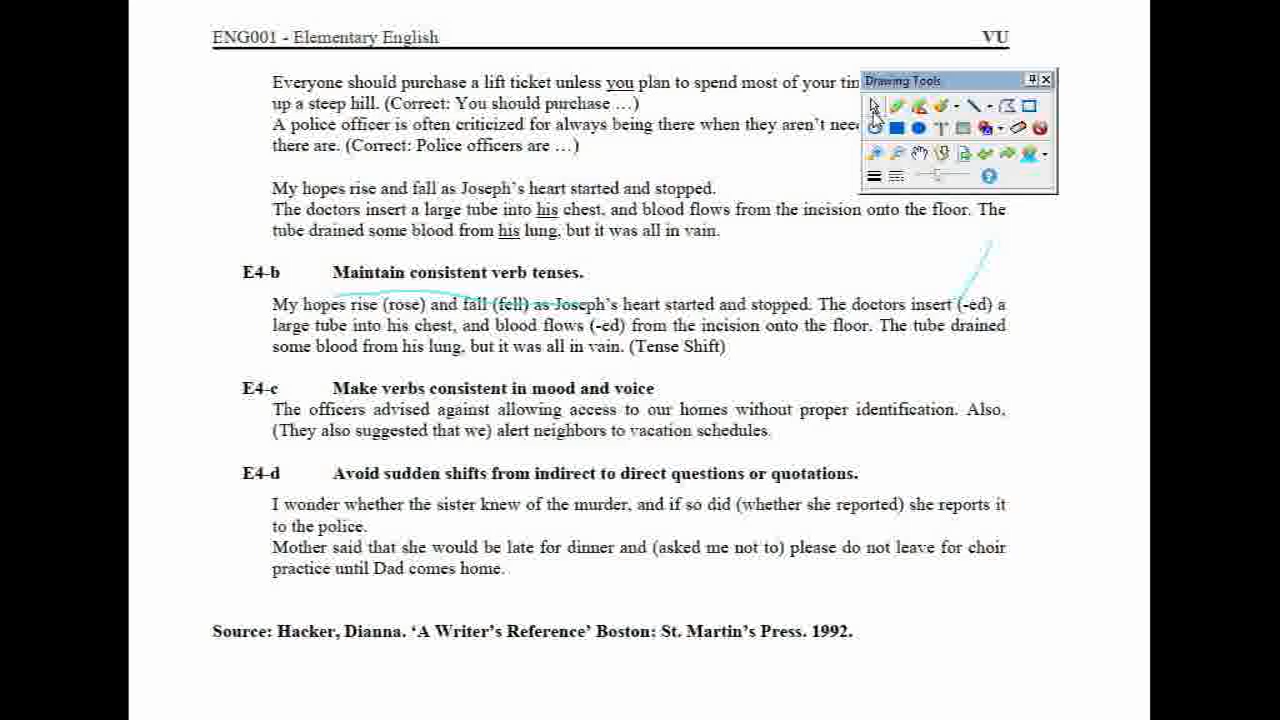 ENG001 - Elementary English VU
Everyone should purchase a lift ticket unless you plan to spend most of your
up a steep hill. (Correct: You should purchase …)
A police officer is often criticized for always being there when they aren't
there are. (Correct: Police officers are …)
Drawing Tools
My hopes rise and fall as Joseph's heart started and stopped.
The doctors insert a large tube into his chest, and blood flows from the incision onto the floor. The
tube drained some blood from his lung, but it was all in vain.
E4-b Maintain consistent verb tenses.
My hopes rise (rose) and fall (fell) as Joseph's heart started and stopped. The doctors insert (-ed) a
large tube into his chest, and blood flows (-ed) from the incision onto the floor. The tube drained
some blood from his lung, but it was all in vain. (Tense Shift)
E4-c Make verbs consistent in mood and voice
The officers advised against allowing access to our homes without proper identification. Also,
(They also suggested that we) alert neighbors to vacation schedules.
E4-d Avoid sudden shifts from indirect to direct questions or quotations.
I wonder whether the sister knew of the murder, and if so did (whether she reported) she reports it
to the police.
Mother said that she would be late for dinner and (asked me not to) please do not leave for choir
practice until Dad comes home.
Source: Hacker, Dianna. 'A Writer's Reference' Boston: St. Martin's Press. 1992.